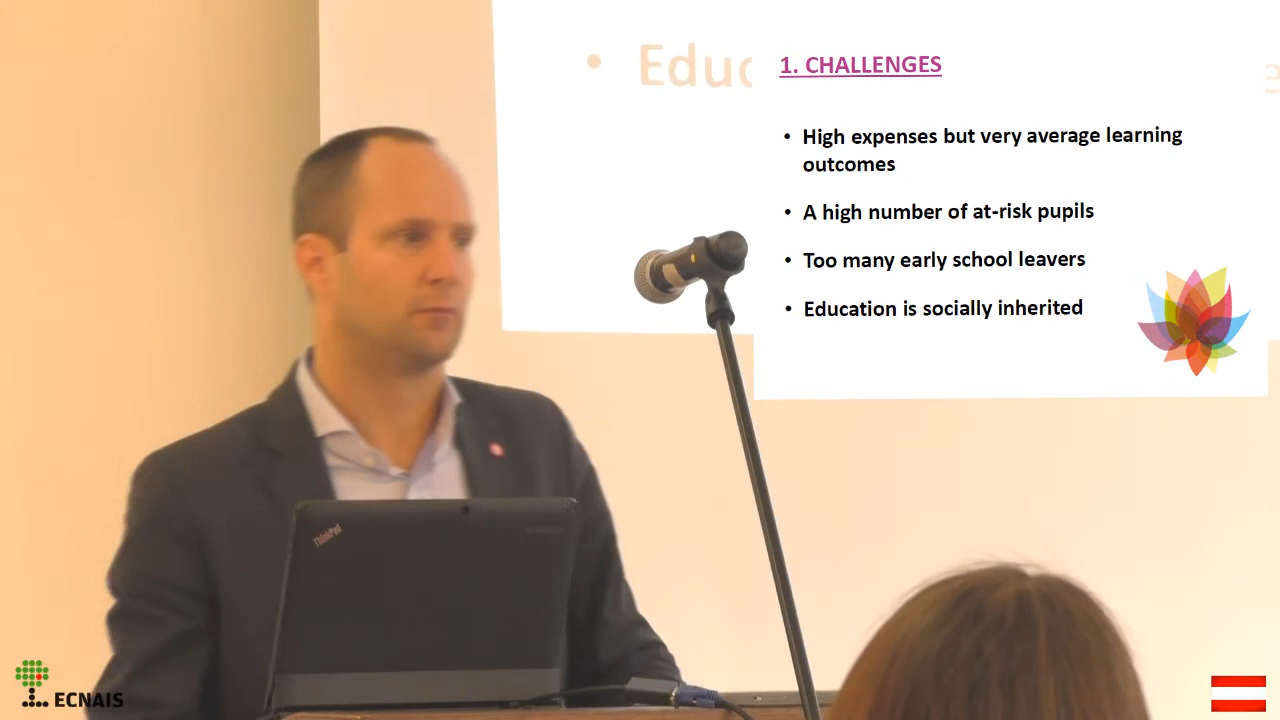 1. CHALLENGES
• High expenses but very average learning
outcomes
• A high number of at-risk pupils
• Too many early school leavers
• Education is socially inherited
ThinkPad
ECNAIS